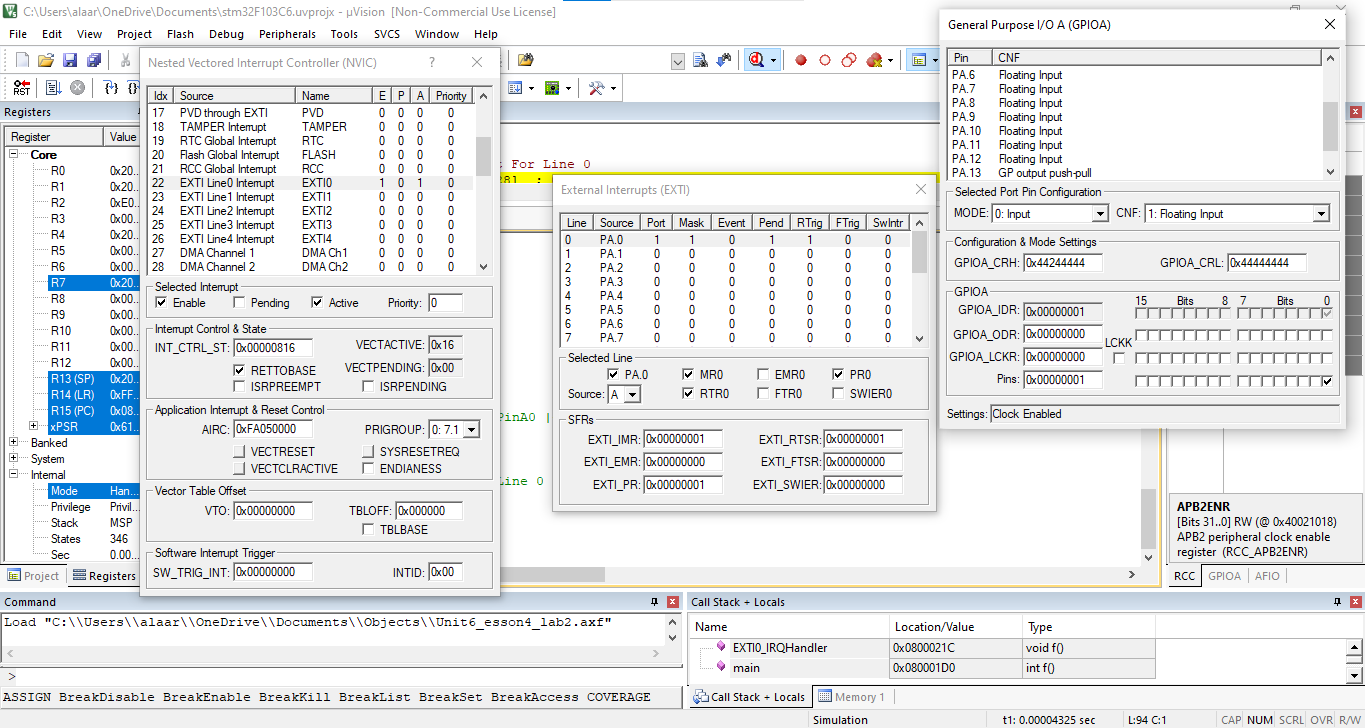 C:\Users\alaar\OneDrive\Documents\stm32F103C6.uvprojx - µVision [Non-Commercial Use License]
File Edit View Project Flash Debug Peripherals Tools SVCS Window Help
RST
Registers
Register Value
Core
R0 0x20...
R1 0x20...
R2 0xE0...
R3 0x00...
R4 0x20...
R5 0x00...
R6 0x00...
R7 0x20...
R8 0x00...
R9 0x00...
R10 0x00...
R11 0x00...
R12 0x00...
R13 (SP) 0x20...
R14 (LR) 0xFF...
R15 (PC) 0x08...
xPSR 0x61...
Banked
System
Internal
Mode Han...
Privilege Privil...
Stack MSP
States 346
Sec 0.00...
Project Registers
Nested Vectored Interrupt Controller (NVIC) ?
Idx Source Name E P A Priority
17 PVD through EXTI PVD 0 0 0 0
18 TAMPER Interrupt TAMPER 0 0 0 0
19 RTC Global Interrupt RTC 0 0 0 0
20 Flash Global Interrupt FLASH 0 0 0 0
21 RCC Global Interrupt RCC 0 0 0 0
22 EXTI Line0 Interrupt EXTI0 1 0 1 0
23 EXTI Line1 Interrupt EXTI1 0 0 0 0
24 EXTI Line2 Interrupt EXTI2 0 0 0 0
25 EXTI Line3 Interrupt EXTI3 0 0 0 0
26 EXTI Line4 Interrupt EXTI4 0 0 0 0
27 DMA Channel 1 DMA Ch1 0 0 0 0
28 DMA Channel 2 DMA Ch2 0 0 0 0
Selected Interrupt
Enable Pending Active Priority: 0
Interrupt Control & State
INT_CTRL_ST: 0x00000816 VECTACTIVE: 0x16
RETTOBASE VECTPENDING: 0x00
ISRPREEMPT ISRPENDING
Application Interrupt & Reset Control
AIRC: 0xFA050000 PRIGROUP: 0: 7.1
VECTRESET SYSRESETREQ
VECTCLRACTIVE ENDIANESS
Vector Table Offset
VTO: 0x00000000 TBLOFF: 0x000000
TBLBASE
Software Interrupt Trigger
SW_TRIG_INT: 0x00000000 INTID: 0x00
t For Line 0
PinA0 |
Line 0
External Interrupts (EXTI)
Line Source Port Mask Event Pend RTrig FTrig SwIntr
0 PA.0 1 1 0 1 1 0 0
1 PA.1 0 0 0 0 0 0 0
2 PA.2 0 0 0 0 0 0 0
3 PA.3 0 0 0 0 0 0 0
4 PA.4 0 0 0 0 0 0 0
5 PA.5 0 0 0 0 0 0 0
6 PA.6 0 0 0 0 0 0 0
7 PA.7 0 0 0 0 0 0 0
Selected Line
PA.0 MR0 EMR0 PR0
Source: A RTR0 FTR0 SWIER0
SFRs
EXTI_IMR: 0x00000001 EXTI_RTSR: 0x00000001
EXTI_EMR: 0x00000000 EXTI_FTSR: 0x00000000
EXTI_PR: 0x00000001 EXTI_SWIER: 0x00000000
General Purpose I/O A (GPIOA)
Pin CNF
PA.6 Floating Input
PA.7 Floating Input
PA.8 Floating Input
PA.9 Floating Input
PA.10 Floating Input
PA.11 Floating Input
PA.12 Floating Input
PA.13 GP output push-pull
Selected Port Pin Configuration
MODE: 0: Input CNF: 1: Floating Input
Configuration & Mode Settings
GPIOA_CRH: 0x44244444 GPIOA_CRL: 0x44444444
GPIOA 15 Bits 8 7 Bits 0
GPIOA_IDR: 0x00000001
GPIOA_ODR: 0x00000000
LCKK
GPIOA_LCKR: 0x00000000
Pins: 0x00000001
Settings: Clock Enabled
APB2ENR
[Bits 31..0] RW (@ 0x40021018)
APB2 peripheral clock enable
register (RCC_APB2ENR)
RCC GPIOA AFIO
Command
Load "C:\\Users\\alaar\\OneDrive\\Documents\\Objects\\Unit6_esson4_lab2.axf"
>
ASSIGN BreakDisable BreakEnable BreakKill BreakList BreakSet BreakAccess COVERAGE
Call Stack + Locals
Name Location/Value Type
EXTI0_IRQHandler 0x0800021C void f()
main 0x080001D0 int f()
Call Stack + Locals Memory 1
Simulation t1: 0.00004325 sec L:94 C:1 CAP NUM SCRL OVR R/W